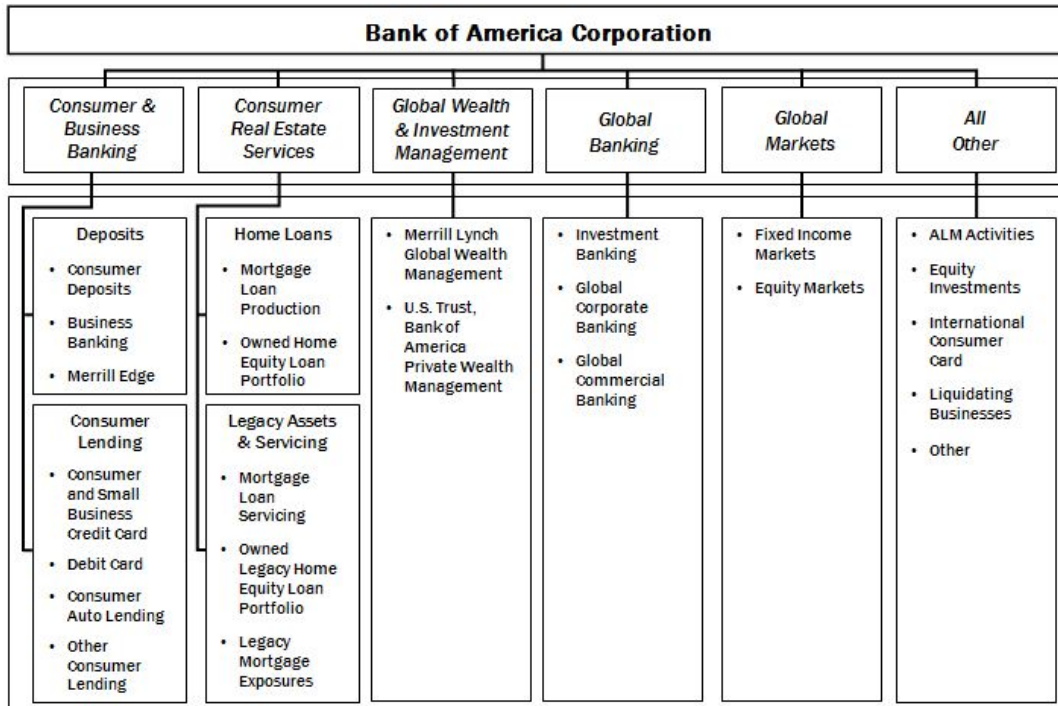 Bank of America Corporation
Consumer &
Business
Banking
Consumer
Real Estate
Services
Global Wealth
& Investment
Management
Global
Banking
Global
Markets
All
Other
Deposits
• Consumer
Deposits
• Business
Banking
• Merrill Edge
Consumer
Lending
• Consumer
and Small
Business
Credit Card
• Debit Card
• Consumer
Auto Lending
• Other
Consumer
Lending
Home Loans
• Mortgage
Loan
Production
• Owned Home
Equity Loan
Portfolio
Legacy Assets
& Servicing
• Mortgage
Loan
Servicing
• Owned
Legacy Home
Equity Loan
Portfolio
• Legacy
Mortgage
Exposures
• Merrill Lynch
Global Wealth
Management
• U.S. Trust,
Bank of
America
Private Wealth
Management
• Investment
Banking
• Global
Corporate
Banking
• Global
Commercial
Banking
• Fixed Income
Markets
• Equity Markets
• ALM Activities
• Equity
Investments
• International
Consumer
Card
• Liquidating
Businesses
• Other